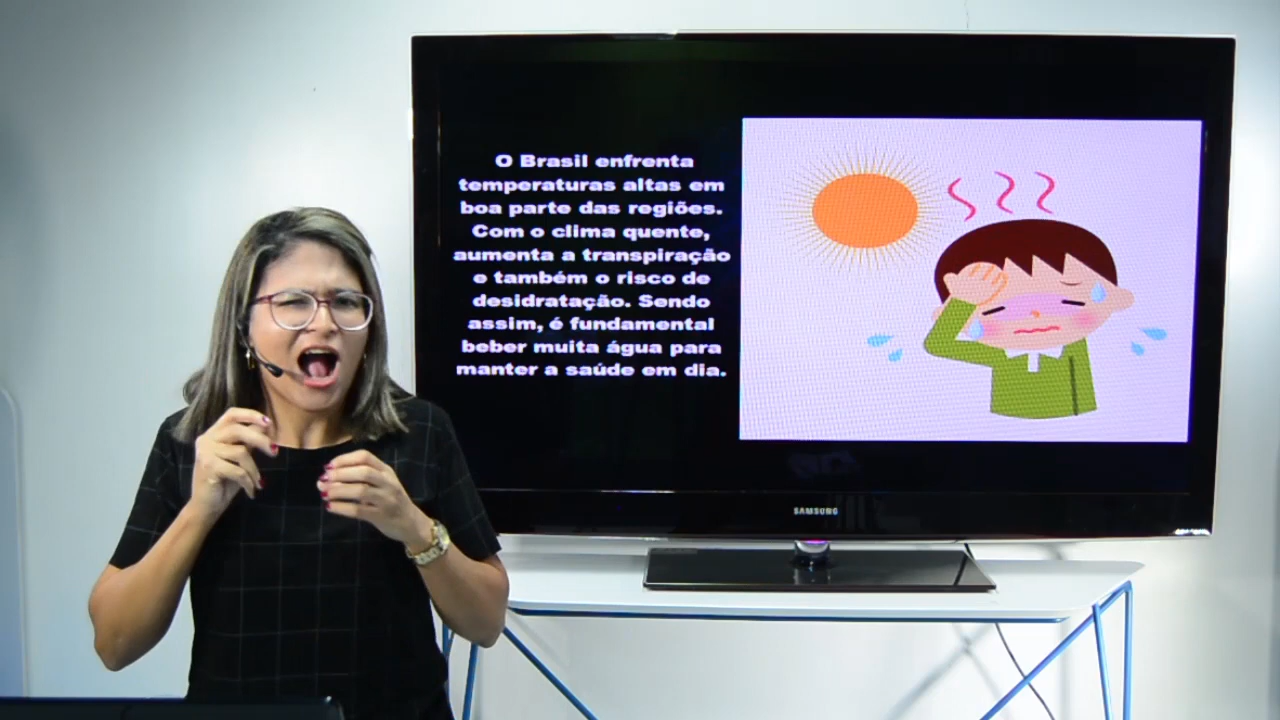 O Brasil enfrenta
temperaturas altas em
boa parte das regiões.
Com o clima quente,
aumenta a transpiração
e também o risco de
desidratação. Sendo
assim, é fundamental
beber muita água para
manter a saúde em dia.
SAMSUNG